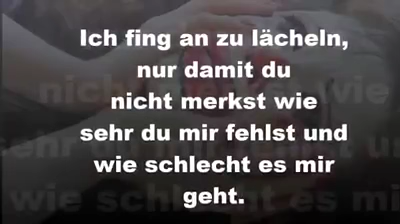 Ich fing an zu lächeln,
nur damit du
nicht merkst wie
sehr du mir fehlst und
wie schlecht es mir
geht.